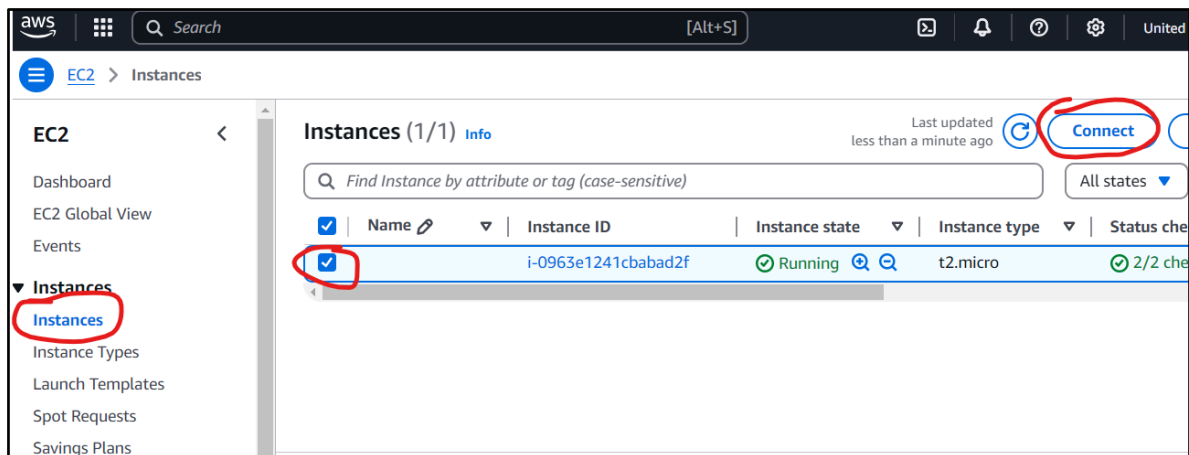 aws Search [Alt+S] United
EC2 > Instances
EC2
Dashboard
EC2 Global View
Events
Instances
Instances
Instance Types
Launch Templates
Spot Requests
Savings Plans
Instances (1/1) Info
Last updated
less than a minute ago
Connect
Find Instance by attribute or tag (case-sensitive)
All states
Name Instance ID Instance state Instance type Status che
i-0963e1241cbabad2f Running t2.micro 2/2 che